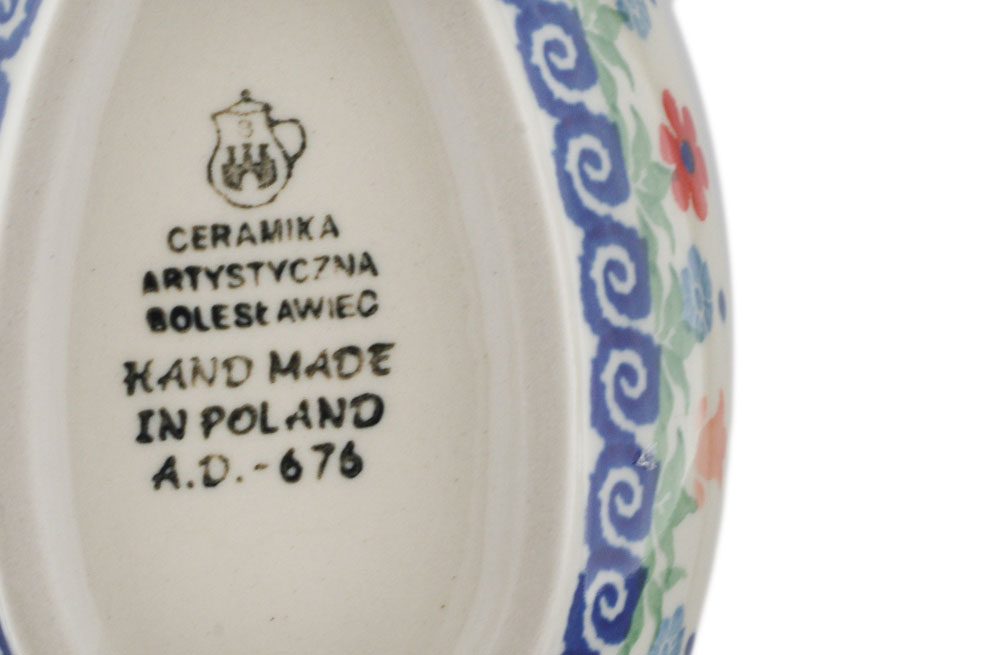 CERAMIKA
ARTYSTYCZNA
BOLESŁAWIEC
HAND MADE
IN POLAND
A.D.-676